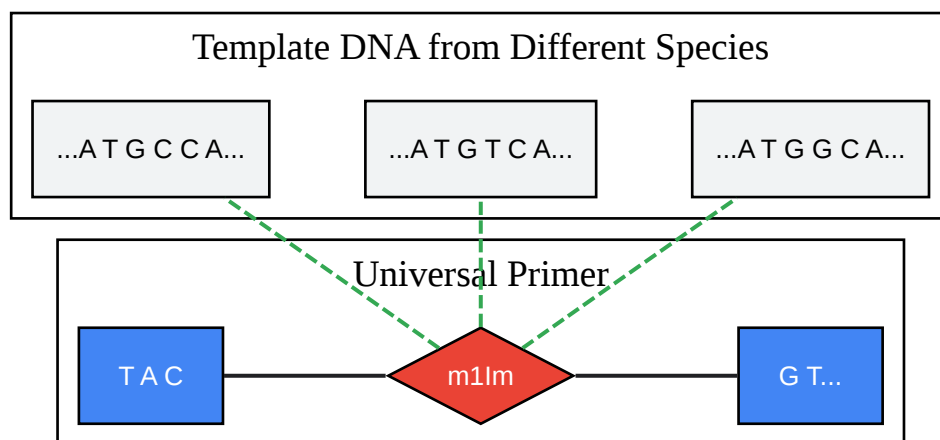 Template DNA from Different Species
...A T G C C A...
...A T G T C A...
...A T G G C A...
Universal Primer
T A C
m1Im
G T...